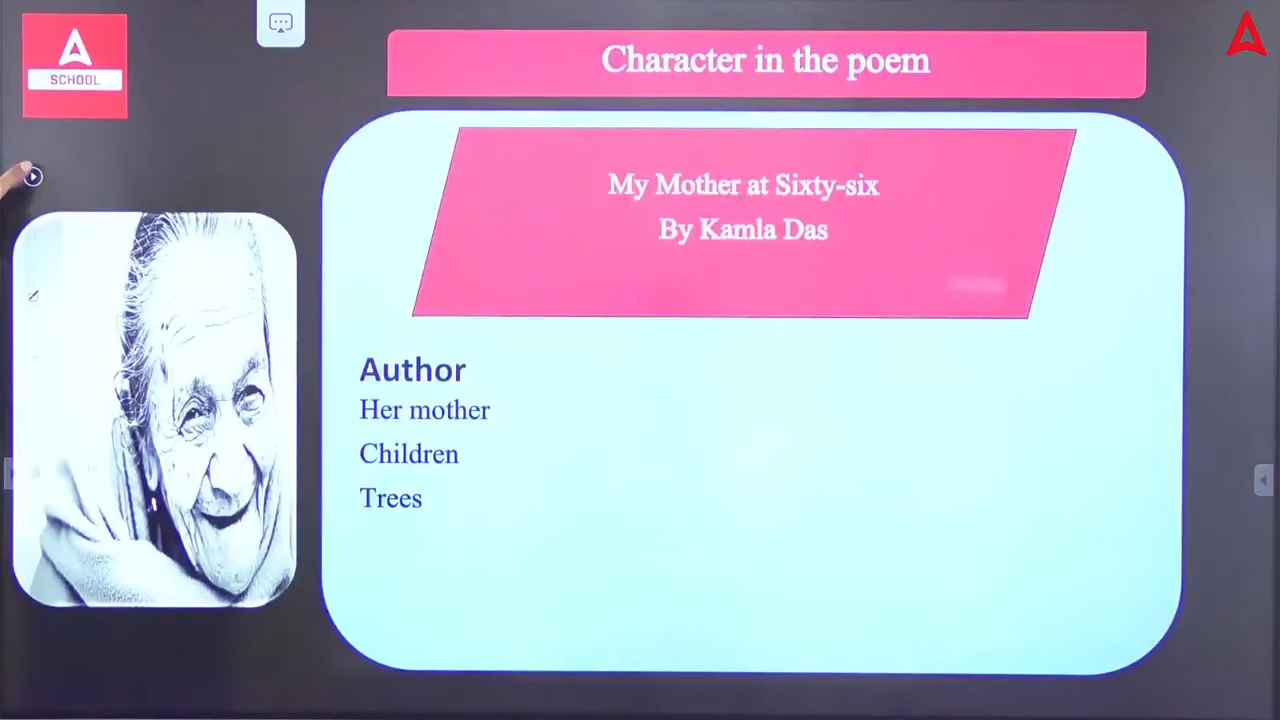 SCHOOL
Character in the poem
My Mother at Sixty-six
By Kamla Das
Author
Her mother
Children
Trees